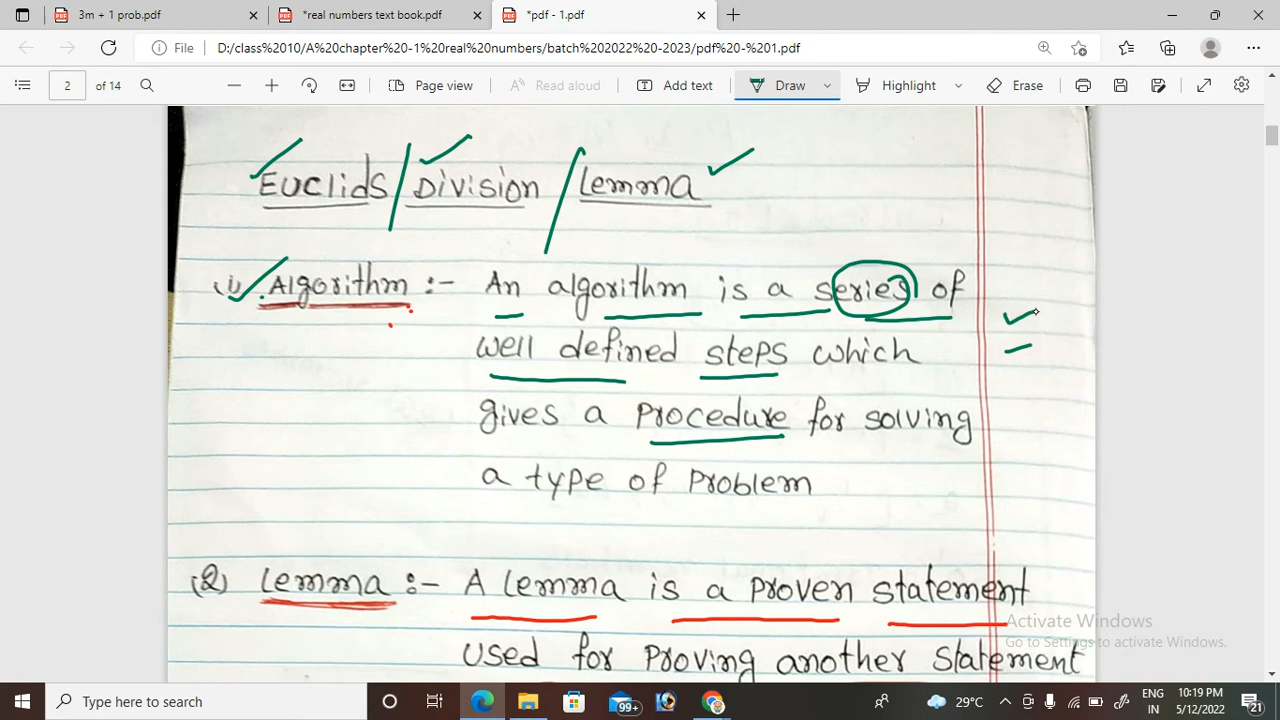 3m + 1 prob.pdf
*real numbers text book.pdf
*pdf - 1.pdf
File
D:/class%2010/A%20chapter%20-1%20real%20numbers/batch%202022%20-2023/pdf%20-%201.pdf
2 of 14
Page view
Read aloud
Add text
Draw
Highlight
Erase
Euclids / Division / Lemma
(1) Algorithm :- An algorithm is a series of
well defined steps which
gives a procedure for solving
a type of problem
(2) Lemma :- A Lemma is a proven statement
used for proving another statement
Activate Windows
Go to Settings to activate Windows.
Type here to search
99+
29°C
ENG
IN
10:19 PM
5/12/2022
21